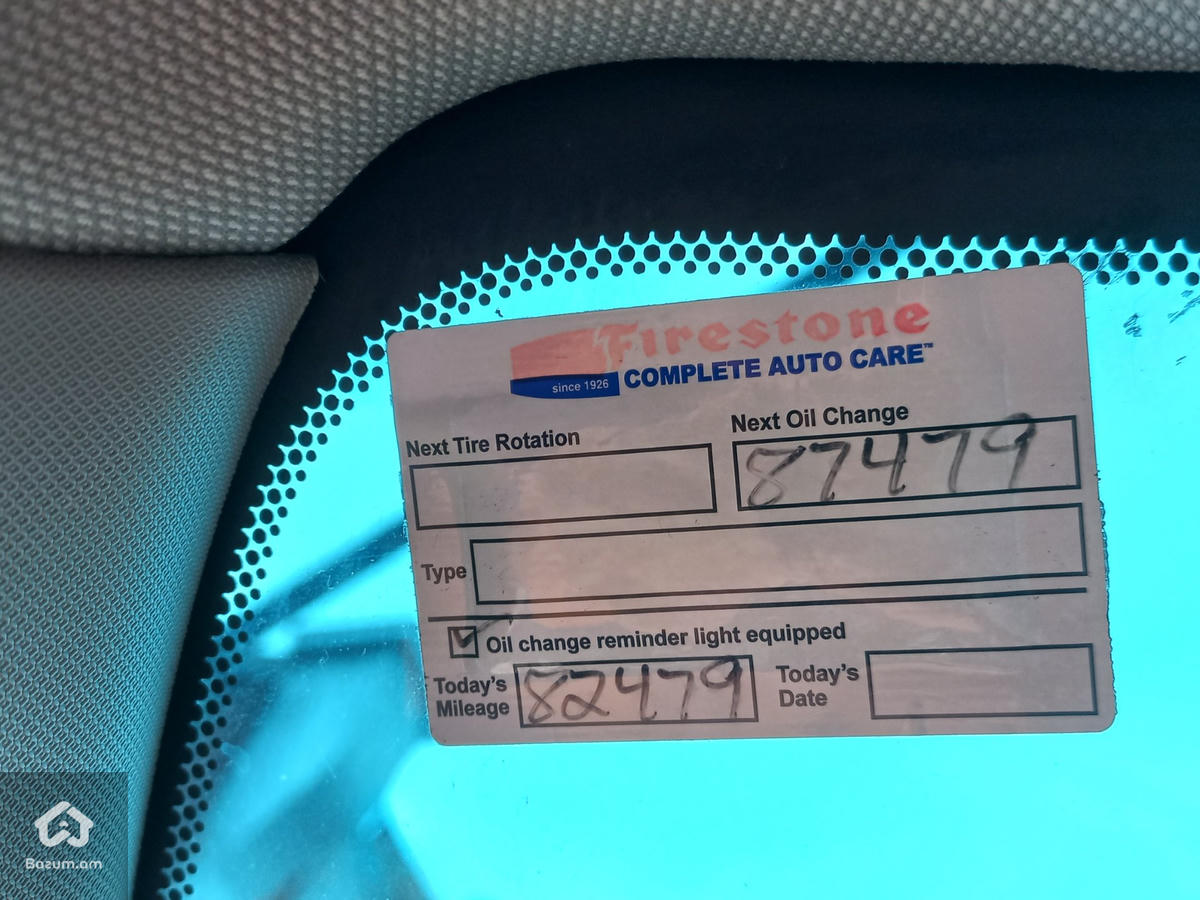 Firestone
since 1926 COMPLETE AUTO CARE™
Next Tire Rotation
Next Oil Change
87479
Type
Oil change reminder light equipped
Today's Mileage
82479
Today's Date
Bazum.am